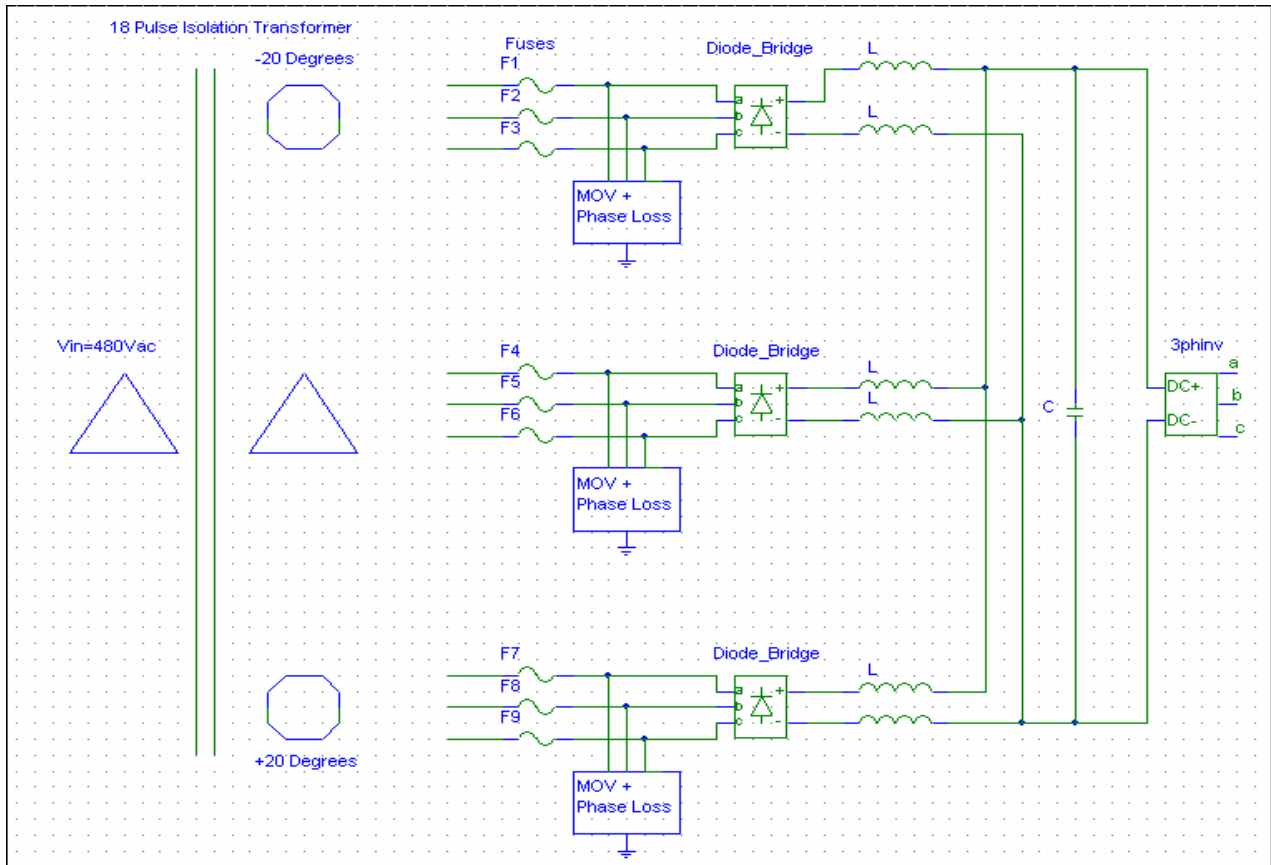 18 Pulse Isolation Transformer
-20 Degrees
Fuses
F1
F2
F3
Diode_Bridge
a
b
c
+
-
L
L
MOV +
Phase Loss
Vin=480Vac
F4
F5
F6
Diode_Bridge
a
b
c
+
-
L
L
MOV +
Phase Loss
C
3phinv
DC+
DC-
a
b
c
+20 Degrees
F7
F8
F9
Diode_Bridge
a
b
c
+
-
L
MOV +
Phase Loss